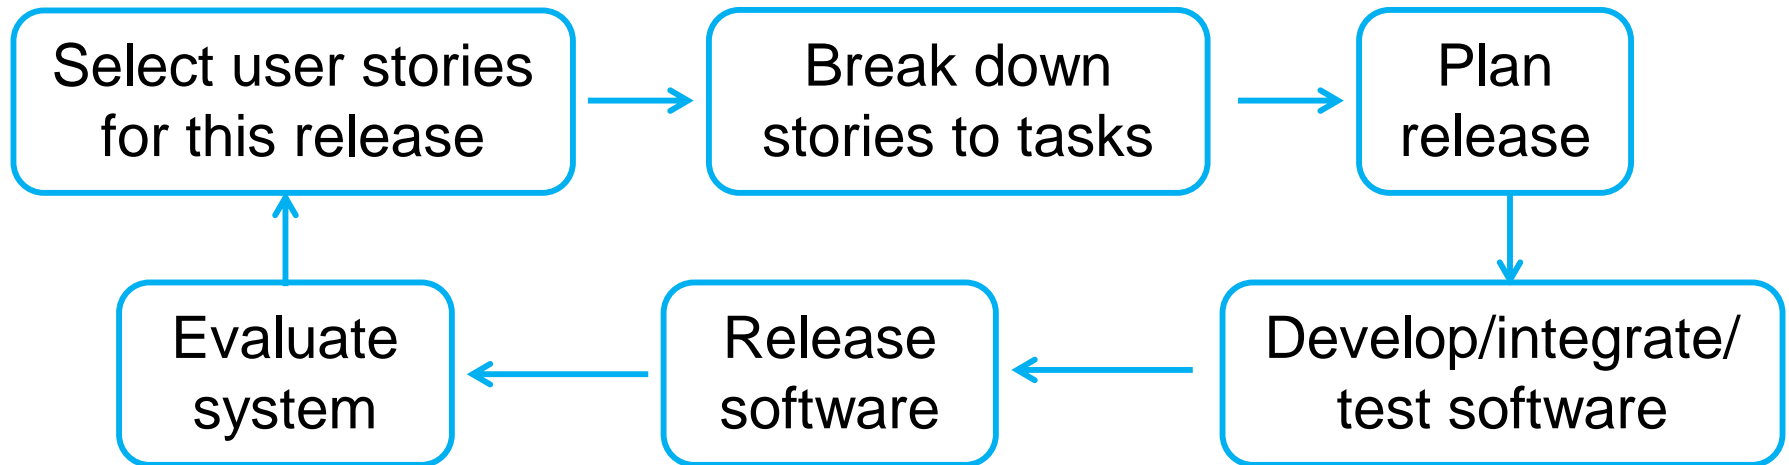 Select user stories
for this release
Break down
stories to tasks
Plan
release
Evaluate
system
Release
software
Develop/integrate/
test software